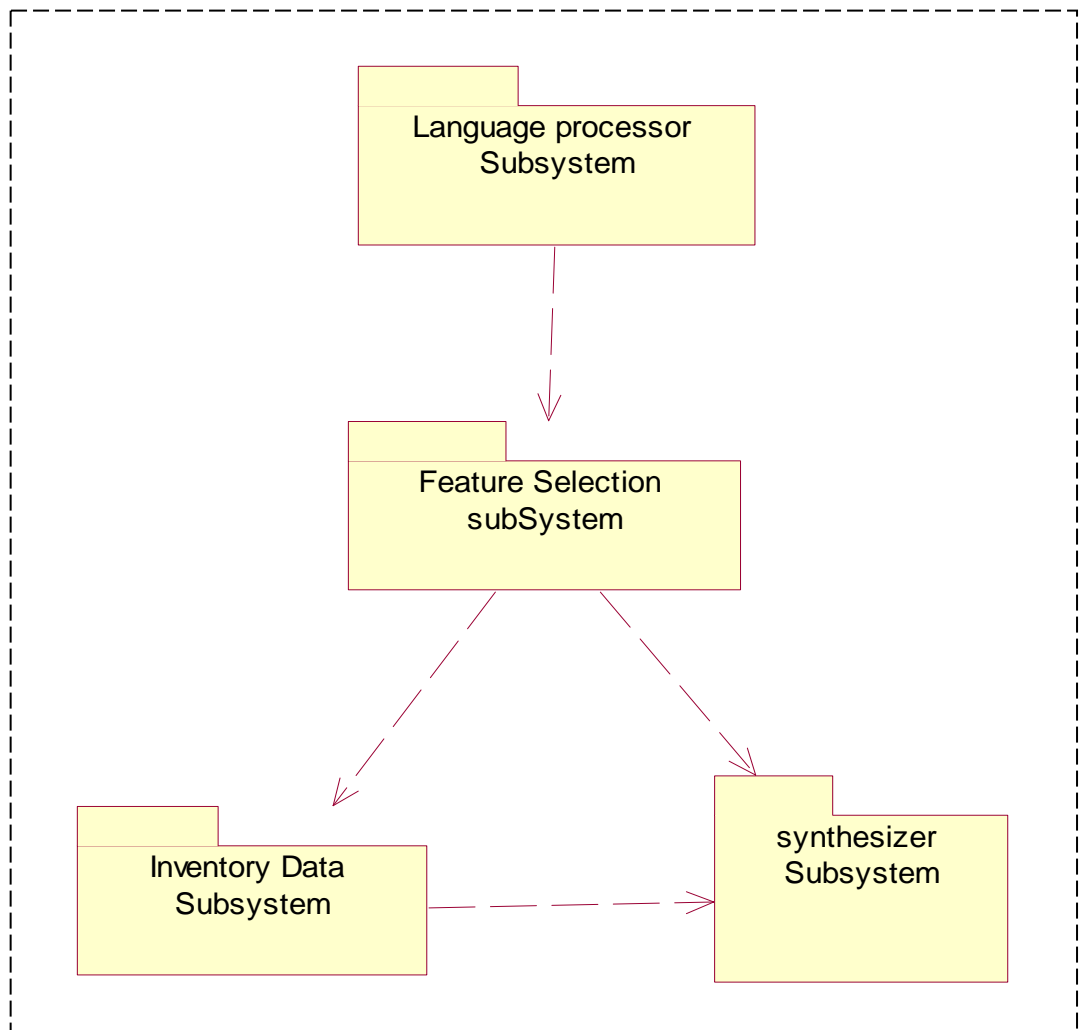 Language processor
Subsystem
Feature Selection
subSystem
Inventory Data
Subsystem
synthesizer
Subsystem